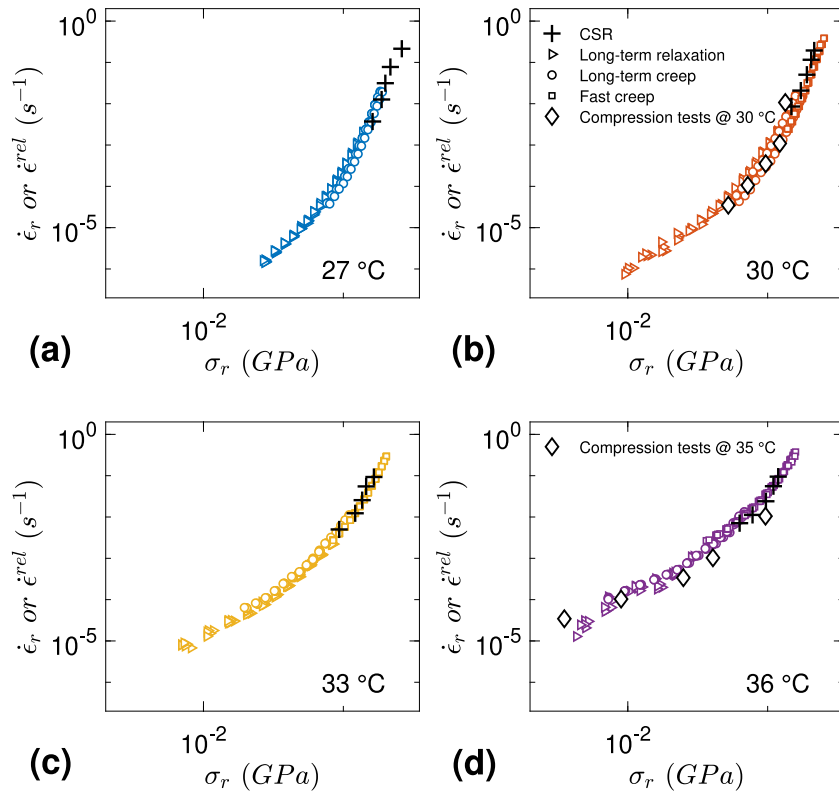 10^0
10^-5
10^-2
ϵ̇_r or ϵ̇^rel (s^−1)
σ_r (GPa)
27 °C
(a)
10^0
10^-5
10^-2
ϵ̇_r or ϵ̇^rel (s^−1)
σ_r (GPa)
CSR
Long-term relaxation
Long-term creep
Fast creep
Compression tests @ 30 °C
30 °C
(b)
10^0
10^-5
10^-2
ϵ̇_r or ϵ̇^rel (s^−1)
σ_r (GPa)
33 °C
(c)
10^0
10^-5
10^-2
ϵ̇_r or ϵ̇^rel (s^−1)
σ_r (GPa)
Compression tests @ 35 °C
36 °C
(d)